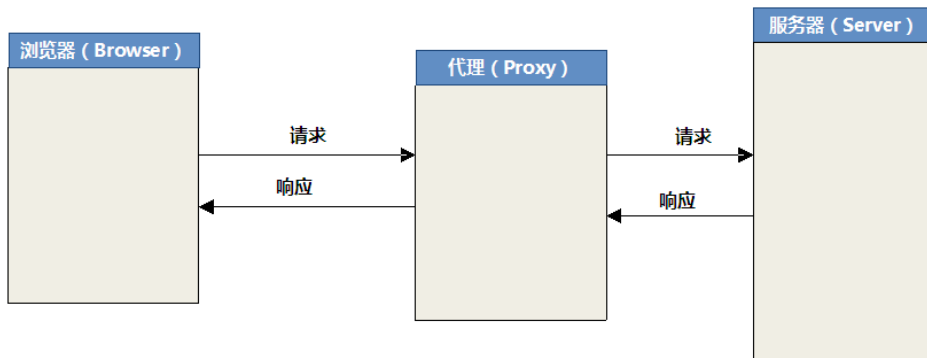 浏览器（Browser）
代理（Proxy）
服务器（Server）
请求
请求
响应
响应